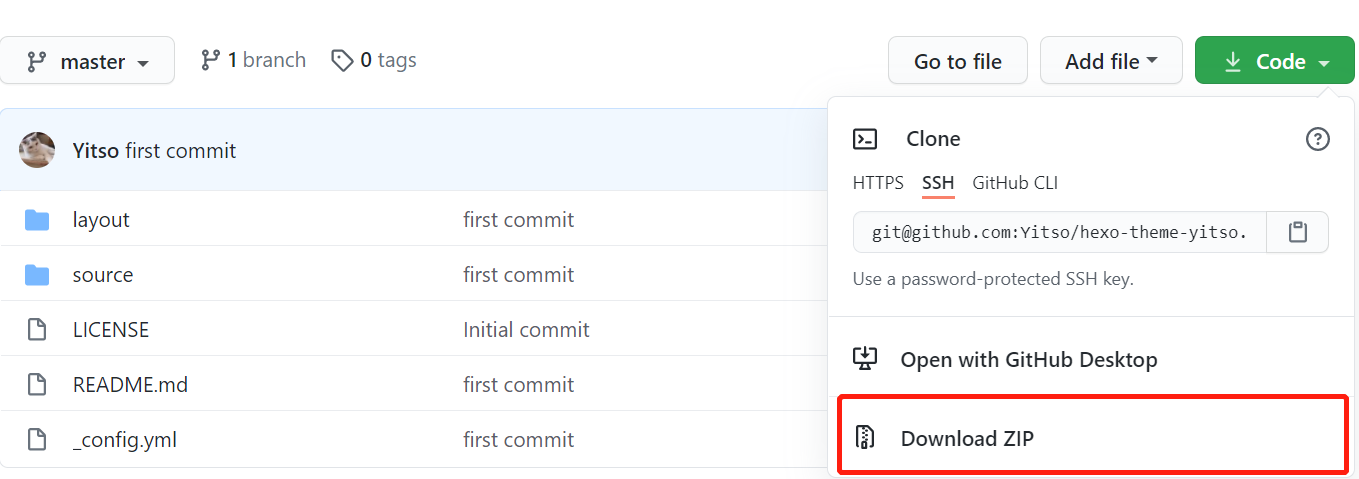 master 1 branch 0 tags Go to file Add file Code
Yitso first commit
layout first commit
source first commit
LICENSE Initial commit
README.md first commit
_config.yml first commit
Clone
HTTPS SSH GitHub CLI
git@github.com:Yitso/hexo-theme-yitso.
Use a password-protected SSH key.
Open with GitHub Desktop
Download ZIP